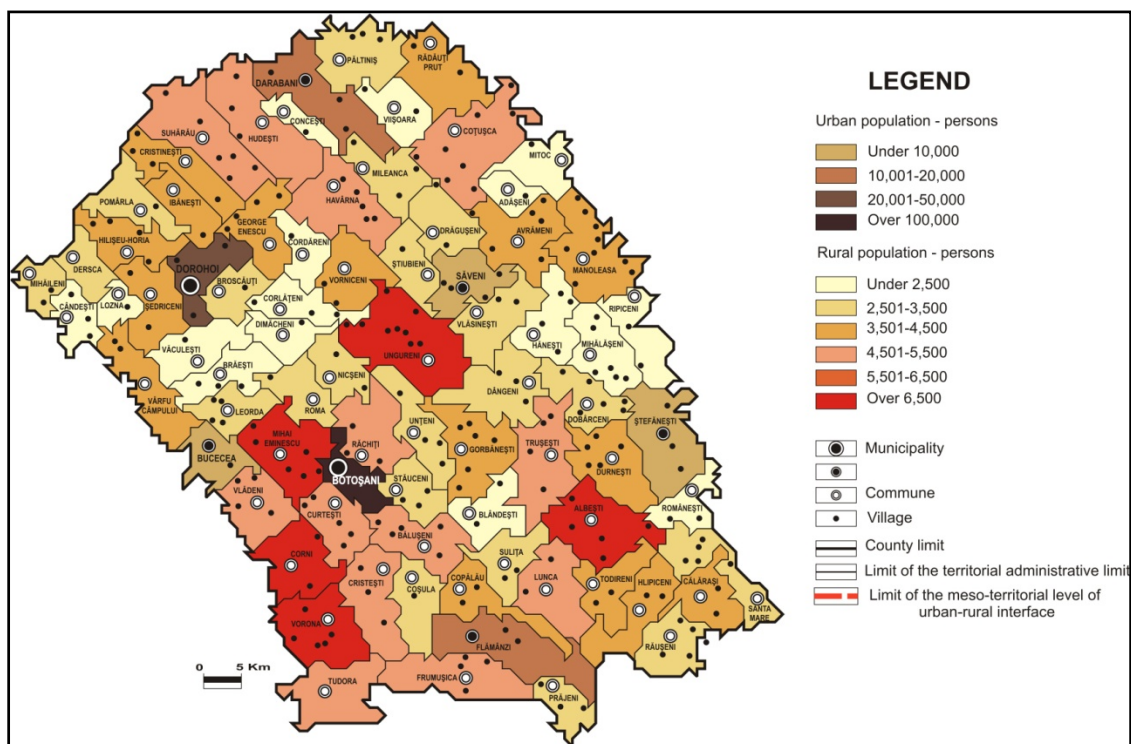 PĂLTINIȘ
RĂDĂUȚI
PRUT
DARABANI
VIIȘOARA
CONCEȘTI
COȚUȘCA
SUHĂRĂU
HUDEȘTI
MITOC
CRISTINEȘTI
MILEANCA
IBĂNEȘTI
HAVÂRNA
ADĂȘENI
POMÂRLA
GEORGE
ENESCU
DRĂGUȘENI
AVRĂMENI
HILIȘEU-HORIA
CORDĂRENI
DERSCA
DOROHOI
ȘTIUBIENI
MANOLEASA
MIHĂILENI
BROSCĂUȚI
VORNICENI
SĂVENI
LOZNA
ȘEDRICENI
CORLĂTENI
RIPICENI
CÂNDEȘTI
DIMĂCHENI
VLĂSINEȘTI
VĂCULEȘTI
HĂNEȘTI
MIHĂLĂȘENI
UNGURENI
BRĂEȘTI
NICȘENI
VÂRFU
CÂMPULUI
DÂNGENI
LEORDA
ROMA
DOBÂRCENI
ȘTEFĂNEȘTI
MIHAI
EMINESCU
UNȚENI
BUCECEA
RĂCHIȚI
GORBĂNEȘTI
TRUȘEȘTI
DURNEȘTI
BOTOȘANI
STĂUCENI
VLĂDENI
CURTEȘTI
BLÂNDEȘTI
ALBEȘTI
ROMÂNEȘTI
BĂLUȘENI
CORNI
SULIȚA
CRISTEȘTI
COȘULA
COPĂLĂU
LUNCA
TODIRENI
HLIPICENI
CĂLĂRAȘI
SANTA
MARE
VORONA
FLĂMÂNZI
RĂUȘENI
FRUMUȘICA
TUDORA
PRĂJENI
0 5 Km
LEGEND
Urban population - persons
Under 10,000
10,001-20,000
20,001-50,000
Over 100,000
Rural population - persons
Under 2,500
2,501-3,500
3,501-4,500
4,501-5,500
5,501-6,500
Over 6,500
Municipality
Commune
Village
County limit
Limit of the territorial administrative limit
Limit of the meso-territorial level of
urban-rural interface